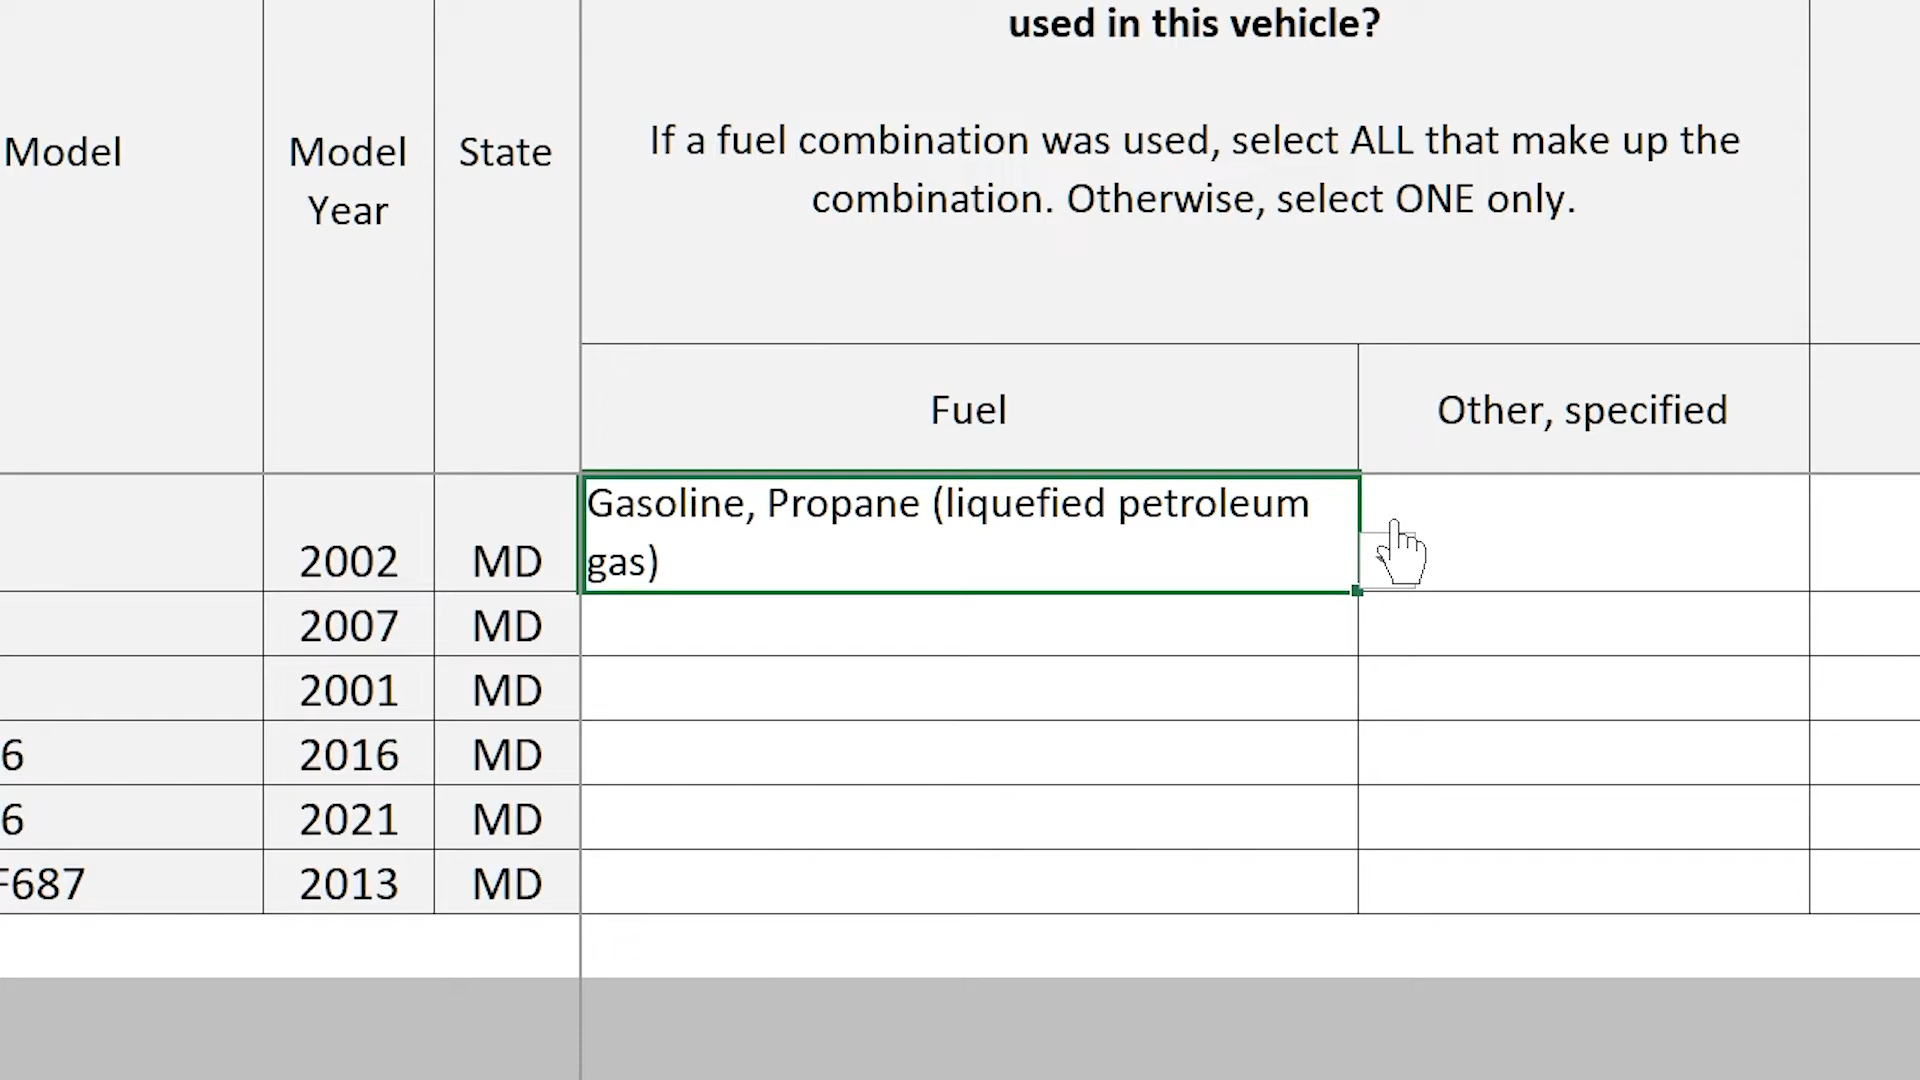 used in this vehicle?
If a fuel combination was used, select ALL that make up the
combination. Otherwise, select ONE only.
Model
Model
Year
State
Fuel
Other, specified
2002 MD Gasoline, Propane (liquefied petroleum
gas)
2007 MD
2001 MD
6 2016 MD
6 2021 MD
F687 2013 MD